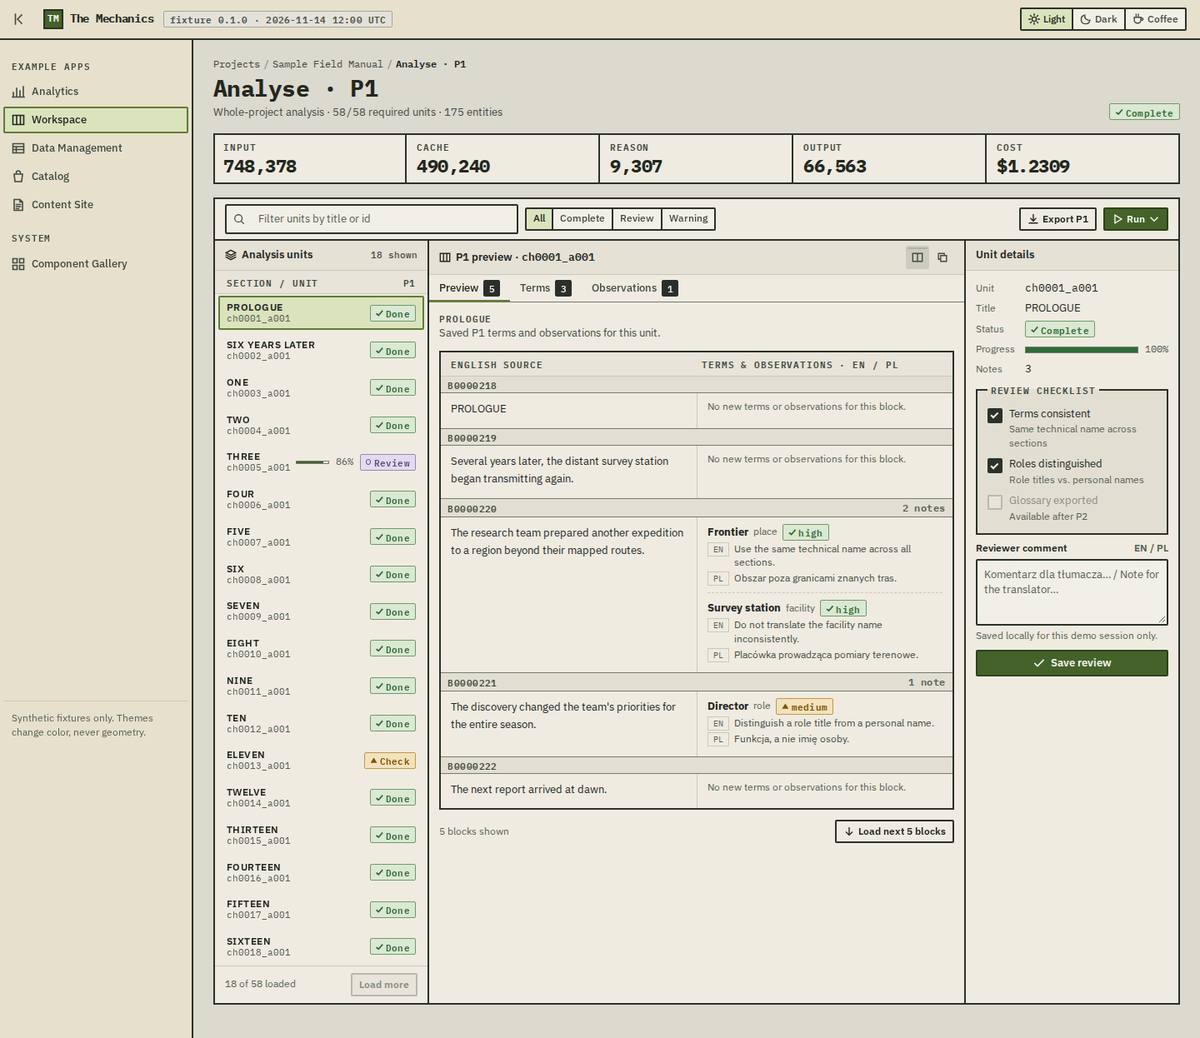 TM The Mechanics fixture 0.1.0 · 2026-11-14 12:00 UTC
Light Dark Coffee
EXAMPLE APPS
Analytics
Workspace
Data Management
Catalog
Content Site
SYSTEM
Component Gallery
Synthetic fixtures only. Themes
change color, never geometry.
Projects / Sample Field Manual / Analyse · P1
Analyse · P1
Whole-project analysis · 58/58 required units · 175 entities
Complete
INPUT
748,378
CACHE
490,240
REASON
9,307
OUTPUT
66,563
COST
$1.2309
Filter units by title or id
All Complete Review Warning
Export P1
Run
Analysis units 18 shown
SECTION / UNIT P1
PROLOGUE
ch0001_a001
Done
SIX YEARS LATER
ch0002_a001
Done
ONE
ch0003_a001
Done
TWO
ch0004_a001
Done
THREE
ch0005_a001
86%
Review
FOUR
ch0006_a001
Done
FIVE
ch0007_a001
Done
SIX
ch0008_a001
Done
SEVEN
ch0009_a001
Done
EIGHT
ch0010_a001
Done
NINE
ch0011_a001
Done
TEN
ch0012_a001
Done
ELEVEN
ch0013_a001
Check
TWELVE
ch0014_a001
Done
THIRTEEN
ch0015_a001
Done
FOURTEEN
ch0016_a001
Done
FIFTEEN
ch0017_a001
Done
SIXTEEN
ch0018_a001
Done
18 of 58 loaded
Load more
P1 preview · ch0001_a001
Preview 5 Terms 3 Observations 1
PROLOGUE
Saved P1 terms and observations for this unit.
ENGLISH SOURCE TERMS & OBSERVATIONS · EN / PL
B0000218
PROLOGUE
No new terms or observations for this block.
B0000219
Several years later, the distant survey station
began transmitting again.
No new terms or observations for this block.
B0000220 2 notes
The research team prepared another expedition
to a region beyond their mapped routes.
Frontier place high
EN Use the same technical name across all
sections.
PL Obszar poza granicami znanych tras.
Survey station facility high
EN Do not translate the facility name
inconsistently.
PL Placówka prowadząca pomiary terenowe.
B0000221 1 note
The discovery changed the team's priorities for
the entire season.
Director role medium
EN Distinguish a role title from a personal name.
PL Funkcja, a nie imię osoby.
B0000222
The next report arrived at dawn.
No new terms or observations for this block.
5 blocks shown
Load next 5 blocks
Unit details
Unit ch0001_a001
Title PROLOGUE
Status Complete
Progress 100%
Notes 3
REVIEW CHECKLIST
Terms consistent
Same technical name across
sections
Roles distinguished
Role titles vs. personal names
Glossary exported
Available after P2
Reviewer comment EN / PL
Komentarz dla tłumacza… / Note for
the translator…
Saved locally for this demo session only.
Save review